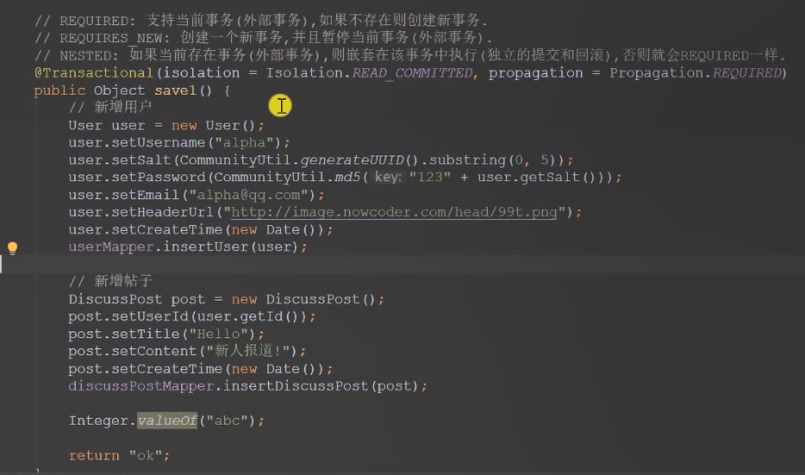 // REQUIRED: 支持当前事务(外部事务),如果不存在则创建新事务.
// REQUIRES_NEW: 创建一个新事务,并且暂停当前事务(外部事务).
// NESTED: 如果当前存在事务(外部事务),则嵌套在该事务中执行(独立的提交和回滚),否则就会REQUIRED一样.
@Transactional(isolation = Isolation.READ_COMMITTED, propagation = Propagation.REQUIRED)
public Object save1() {
// 新增用户
User user = new User();
user.setUsername("alpha");
user.setSalt(CommunityUtil.generateUUID().substring(0, 5));
user.setPassword(CommunityUtil.md5( key: "123" + user.getSalt()));
user.setEmail("alpha@qq.com");
user.setHeaderUrl("http://image.nowcoder.com/head/99t.png");
user.setCreateTime(new Date());
userMapper.insertUser(user);
// 新增帖子
DiscussPost post = new DiscussPost();
post.setUserId(user.getId());
post.setTitle("Hello");
post.setContent("新人报道!");
post.setCreateTime(new Date());
discussPostMapper.insertDiscussPost(post);
Integer.valueOf("abc");
return "ok";
}